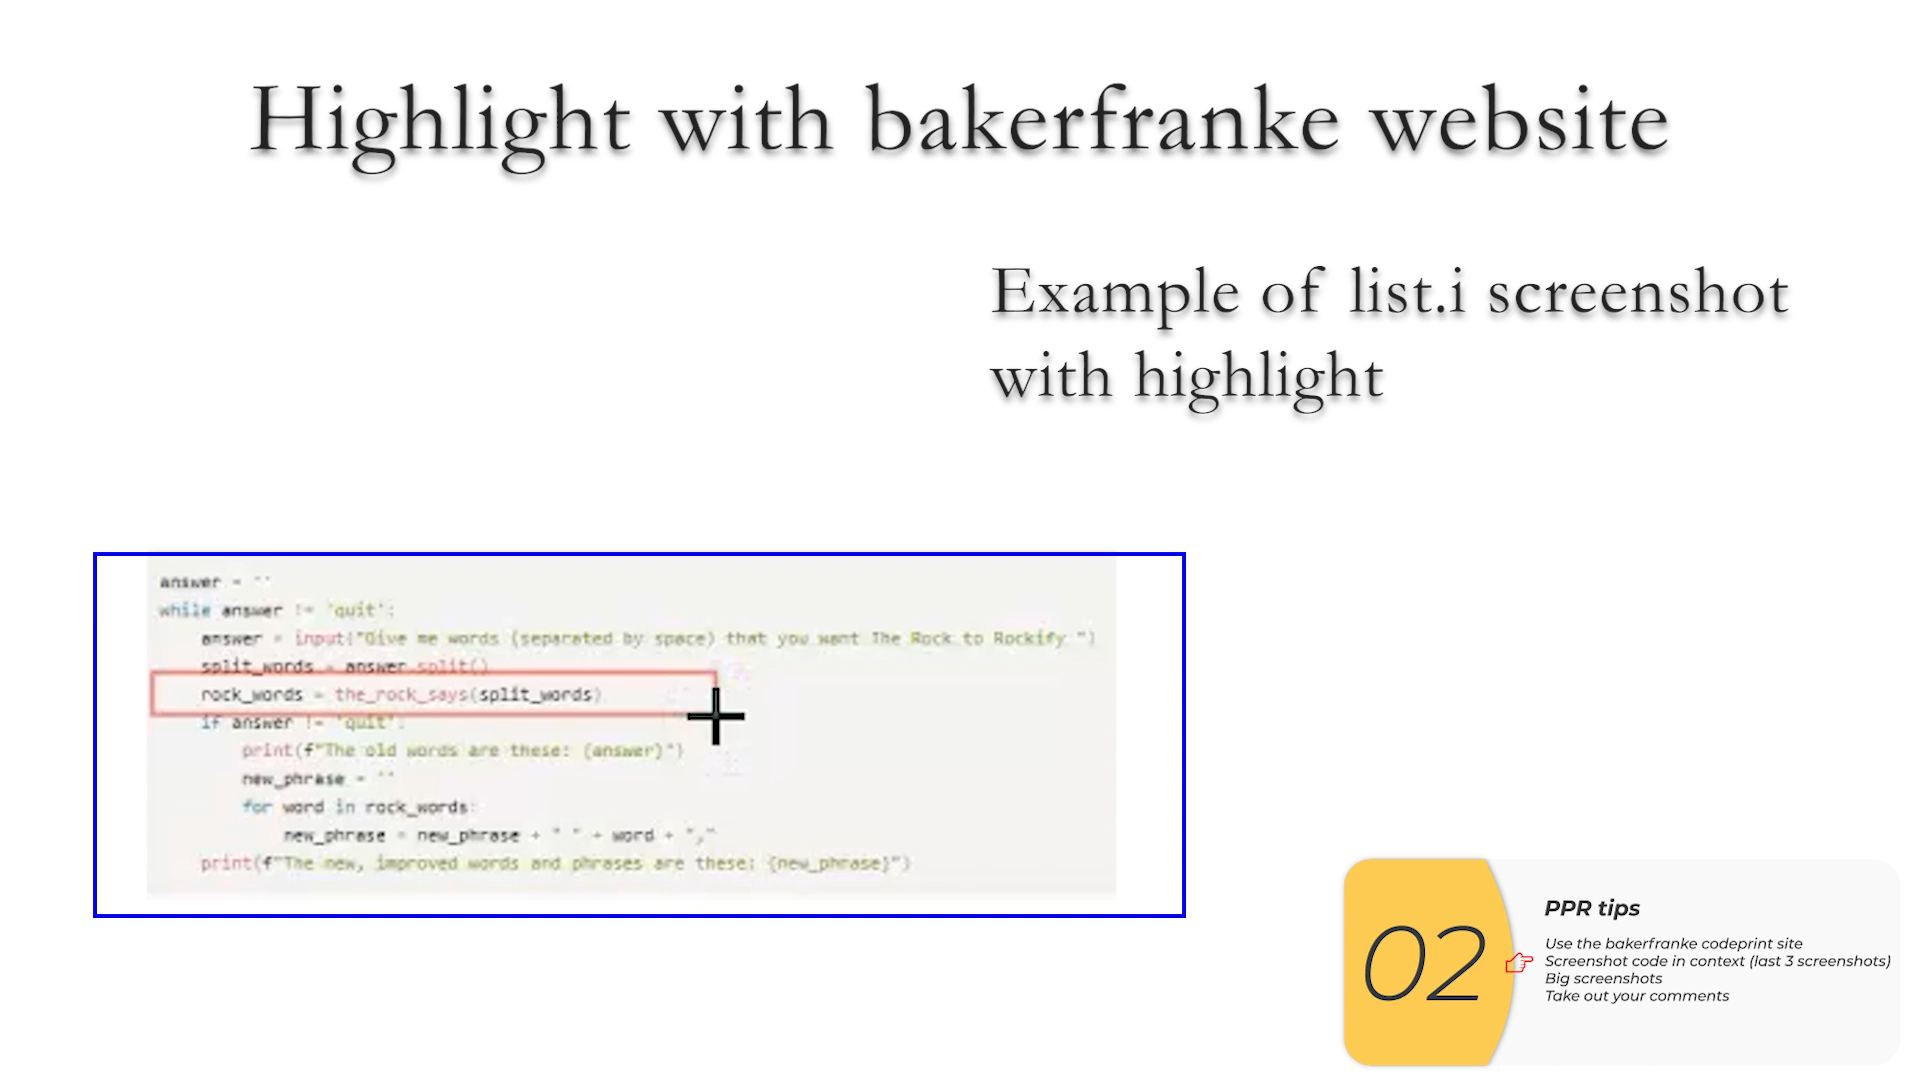 Highlight with bakerfranke website
Example of list.i screenshot
with highlight
answer = ''
while answer != 'quit':
    answer = input("Give me words (separated by space) that you want The Rock to Rockify ")
    split_words = answer.split()
    rock_words = the_rock_says(split_words)
    if answer != 'quit':
        print(f"The old words are these: {answer}")
        new_phrase = ''
        for word in rock_words:
            new_phrase = new_phrase + " " + word + ","
    print(f"The new, improved words and phrases are these: {new_phrase}")
02
PPR tips
Use the bakerfranke codeprint site
Screenshot code in context (last 3 screenshots)
Big screenshots
Take out your comments